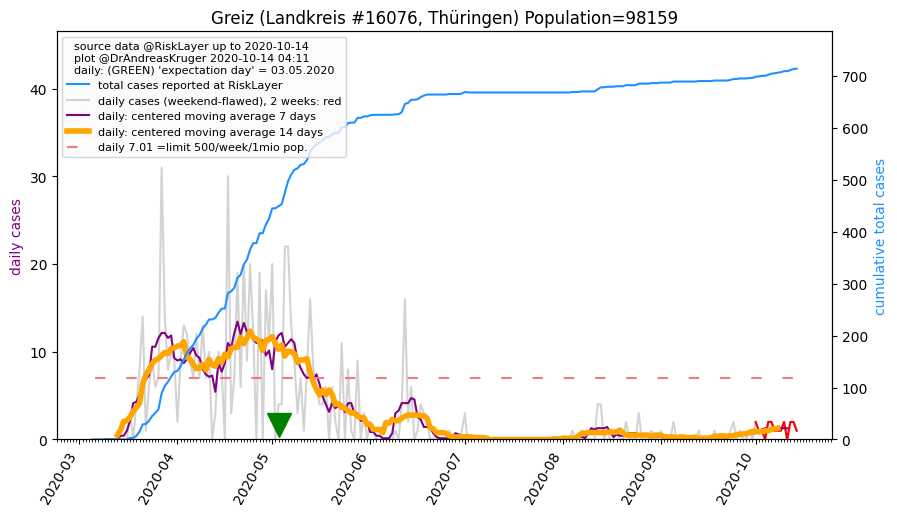 Greiz (Landkreis #16076, Thüringen) Population=98159
source data @RiskLayer up to 2020-10-14
plot @DrAndreasKruger 2020-10-14 04:11
daily: (GREEN) 'expectation day' = 03.05.2020
total cases reported at RiskLayer
daily cases (weekend-flawed), 2 weeks: red
daily: centered moving average 7 days
daily: centered moving average 14 days
daily 7.01 =limit 500/week/1mio pop.
daily cases
40
30
20
10
0
cumulative total cases
700
600
500
400
300
200
100
0
2020-03
2020-04
2020-05
2020-06
2020-07
2020-08
2020-09
2020-10